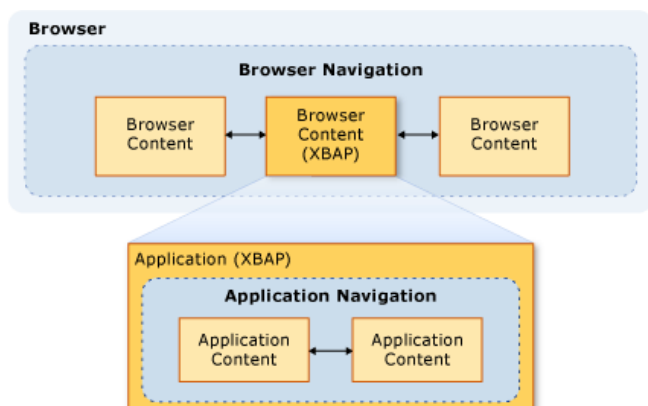 Browser
Browser Navigation
Browser
Content
Browser
Content
(XBAP)
Browser
Content
Application (XBAP)
Application Navigation
Application
Content
Application
Content